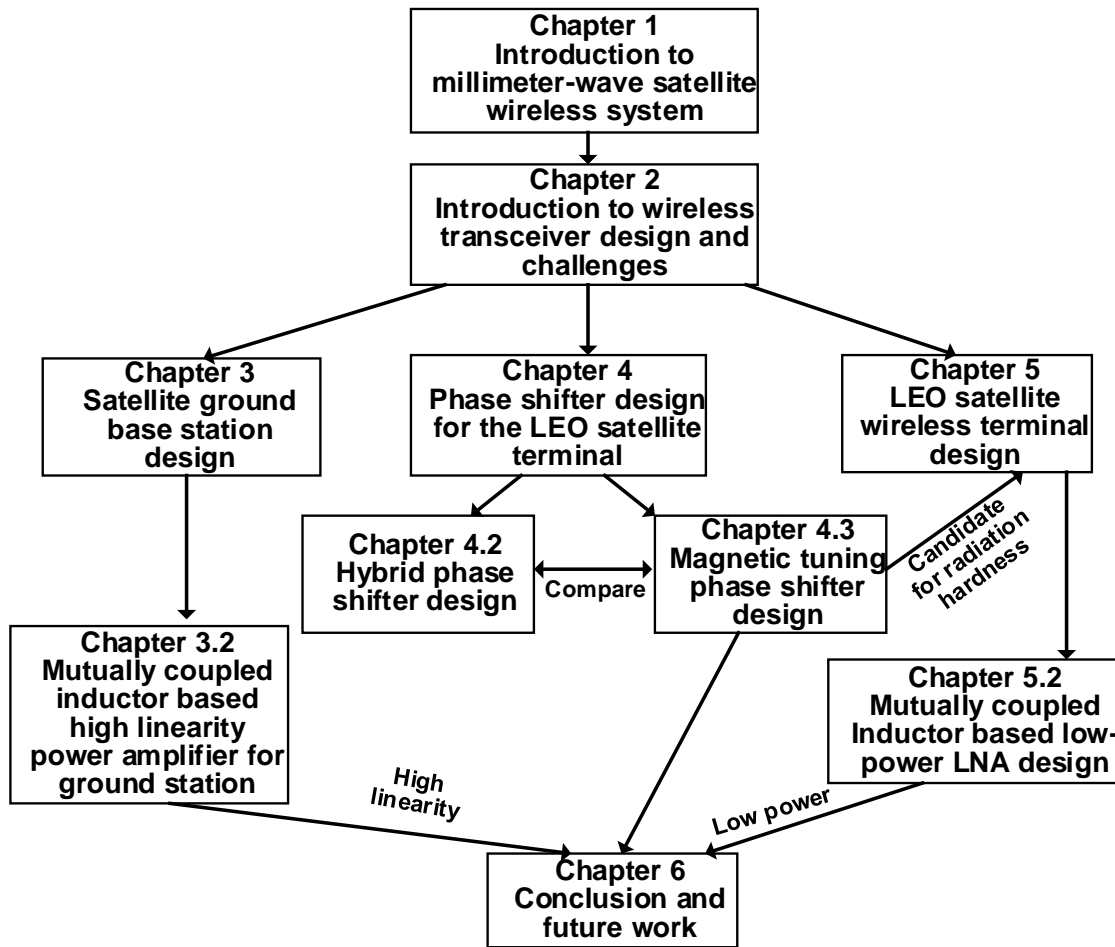 Chapter 1
Introduction to
millimeter-wave satellite
wireless system
Chapter 2
Introduction to wireless
transceiver design and
challenges
Chapter 3
Satellite ground
base station
design
Chapter 4
Phase shifter design
for the LEO satellite
terminal
Chapter 5
LEO satellite
wireless terminal
design
Chapter 4.2
Hybrid phase
shifter design
Compare
Chapter 4.3
Magnetic tuning
phase shifter
design
Candidate
for radiation
hardness
Chapter 3.2
Mutually coupled
inductor based
high linearity
power amplifier for
ground station
Chapter 5.2
Mutually coupled
Inductor based low-
power LNA design
High
linearity
Low power
Chapter 6
Conclusion and
future work